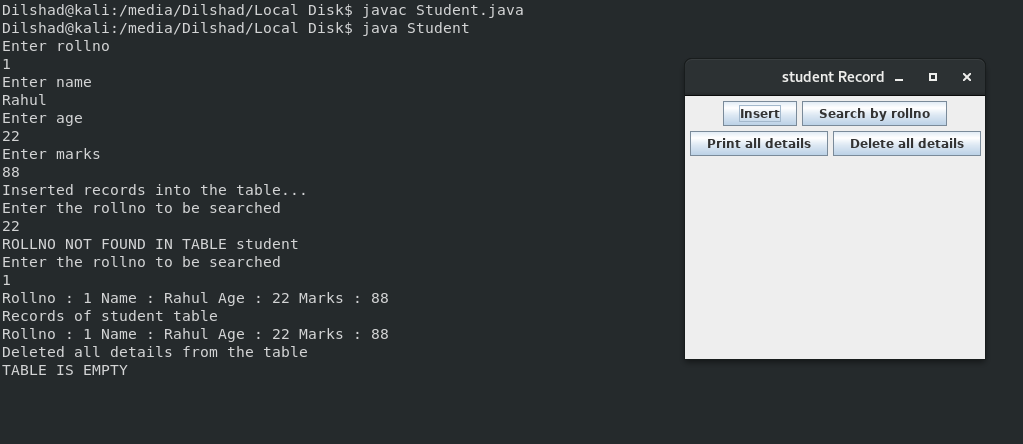 Dilshad@kali:/media/Dilshad/Local Disk$ javac Student.java
Dilshad@kali:/media/Dilshad/Local Disk$ java Student
Enter rollno
1
Enter name
Rahul
Enter age
22
Enter marks
88
Inserted records into the table...
Enter the rollno to be searched
22
ROLLNO NOT FOUND IN TABLE student
Enter the rollno to be searched
1
Rollno : 1 Name : Rahul Age : 22 Marks : 88
Records of student table
Rollno : 1 Name : Rahul Age : 22 Marks : 88
Deleted all details from the table
TABLE IS EMPTY
student Record
Insert Search by rollno
Print all details Delete all details